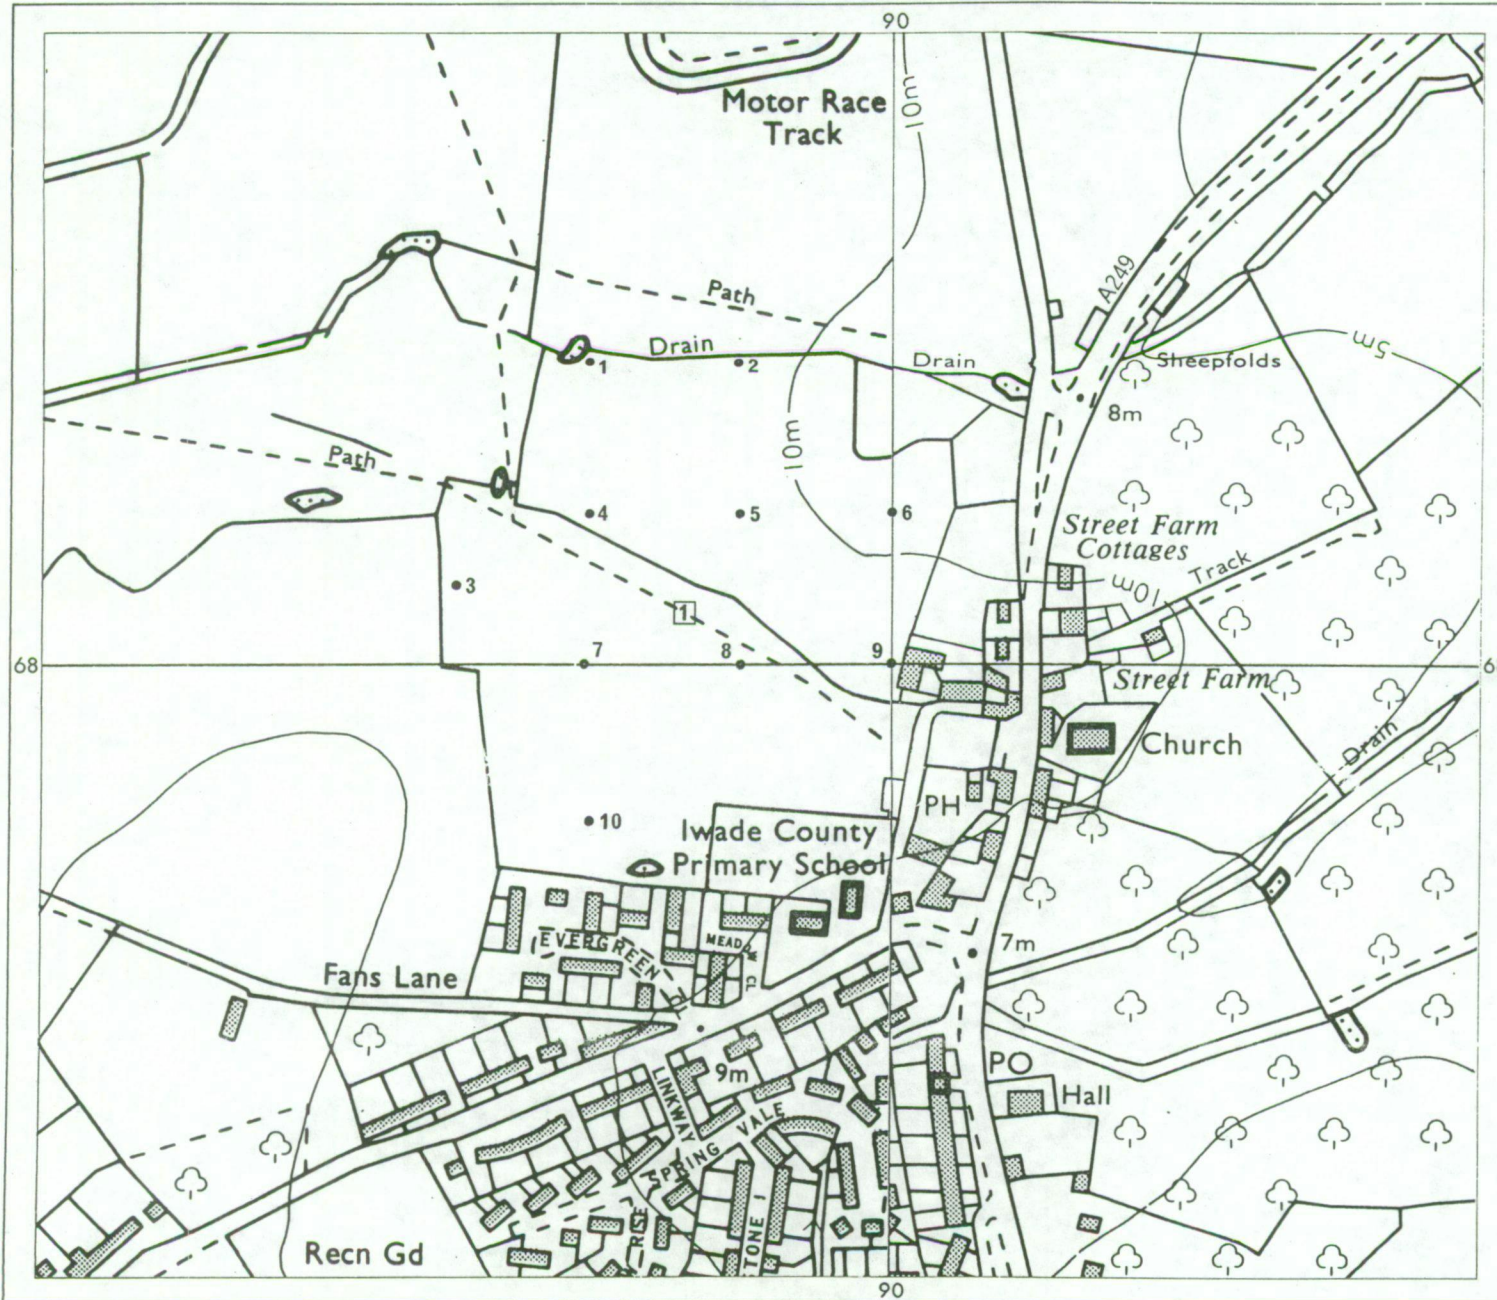 90
Motor Race
Track
10m
A249
Path
Drain
1
2
Drain
Sheepfolds
5m
8m
10m
Path
4
5
6
Street Farm
Cottages
3
10m
Track
1
68
7
8
9
6
Street Farm
Church
Drain
PH
10
Iwade County
Primary School
EVERGREEN CL
MEAD
CL
7m
Fans Lane
9m
PO
Hall
LINKWAY
SPRING VALE
RISE
STONE
Recn Gd
90